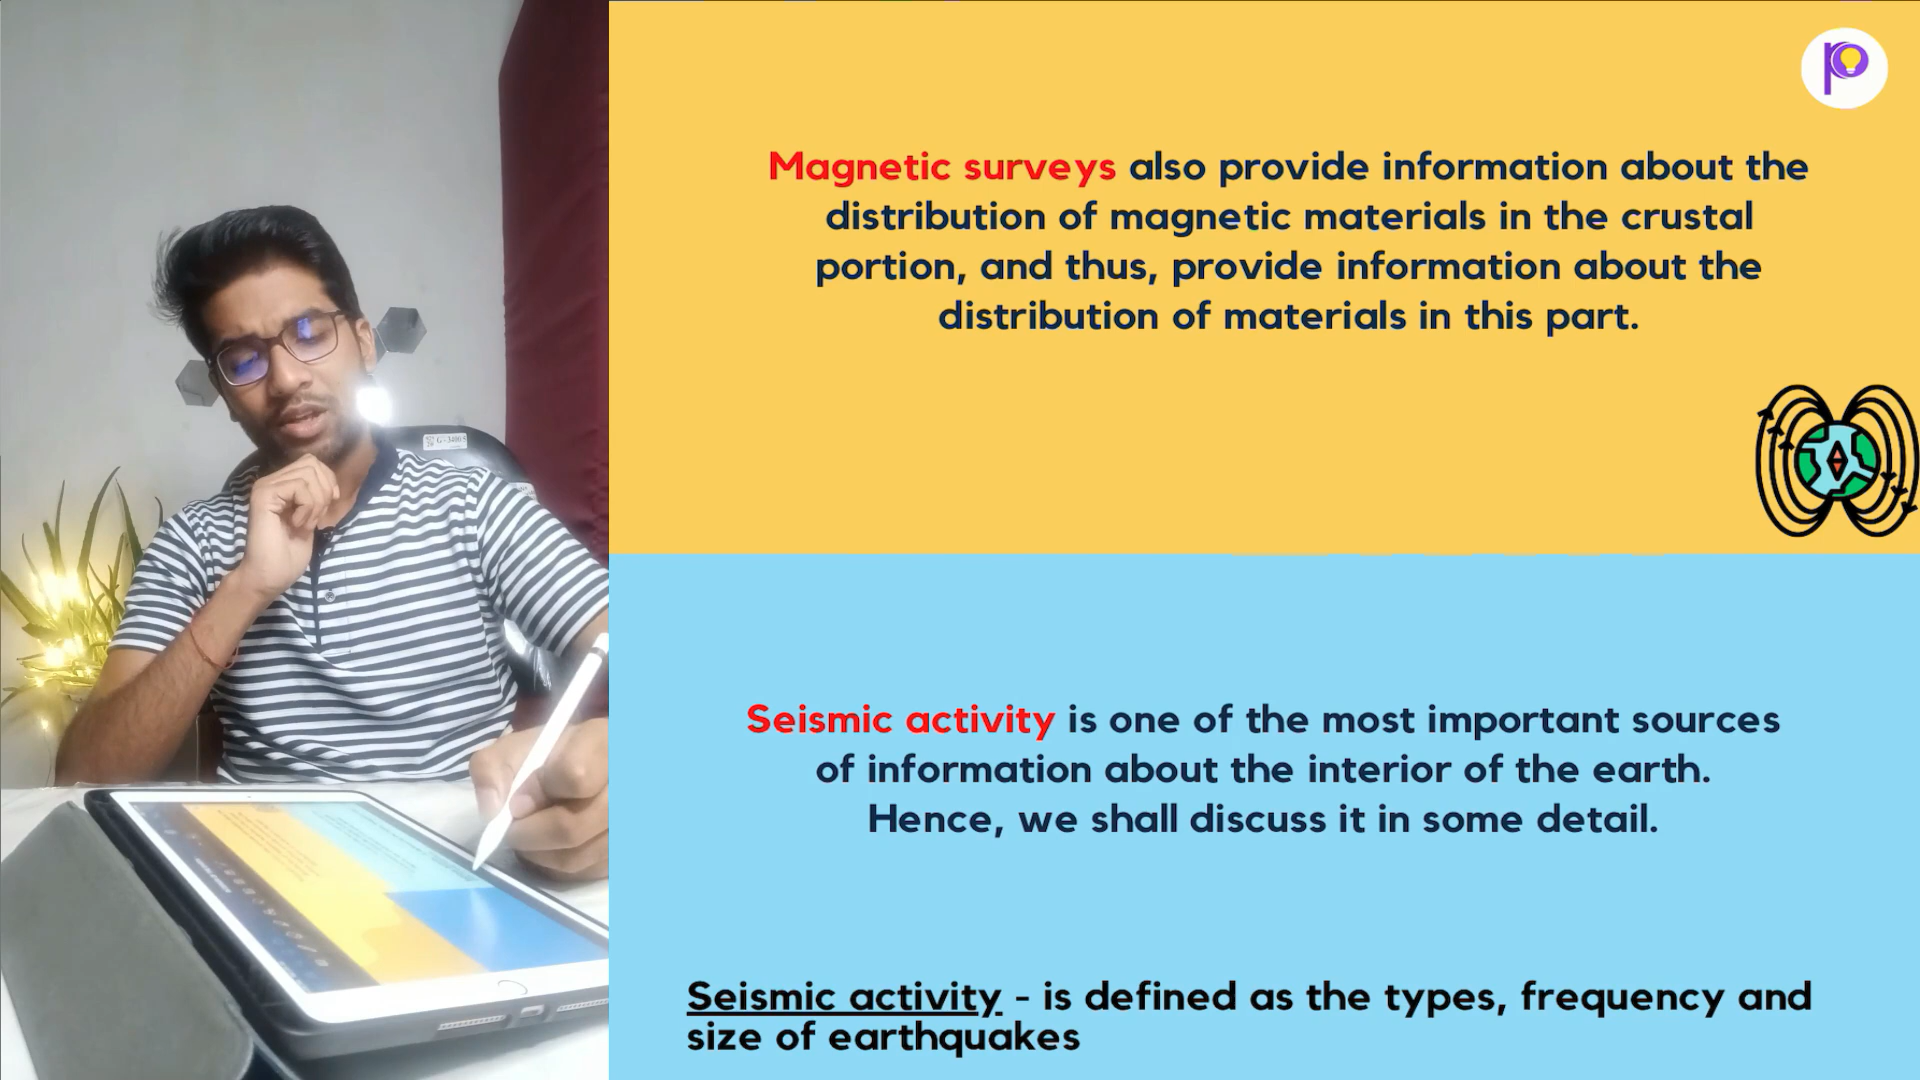 Magnetic surveys also provide information about the
distribution of magnetic materials in the crustal
portion, and thus, provide information about the
distribution of materials in this part.
Seismic activity is one of the most important sources
of information about the interior of the earth.
Hence, we shall discuss it in some detail.
Seismic activity - is defined as the types, frequency and
size of earthquakes